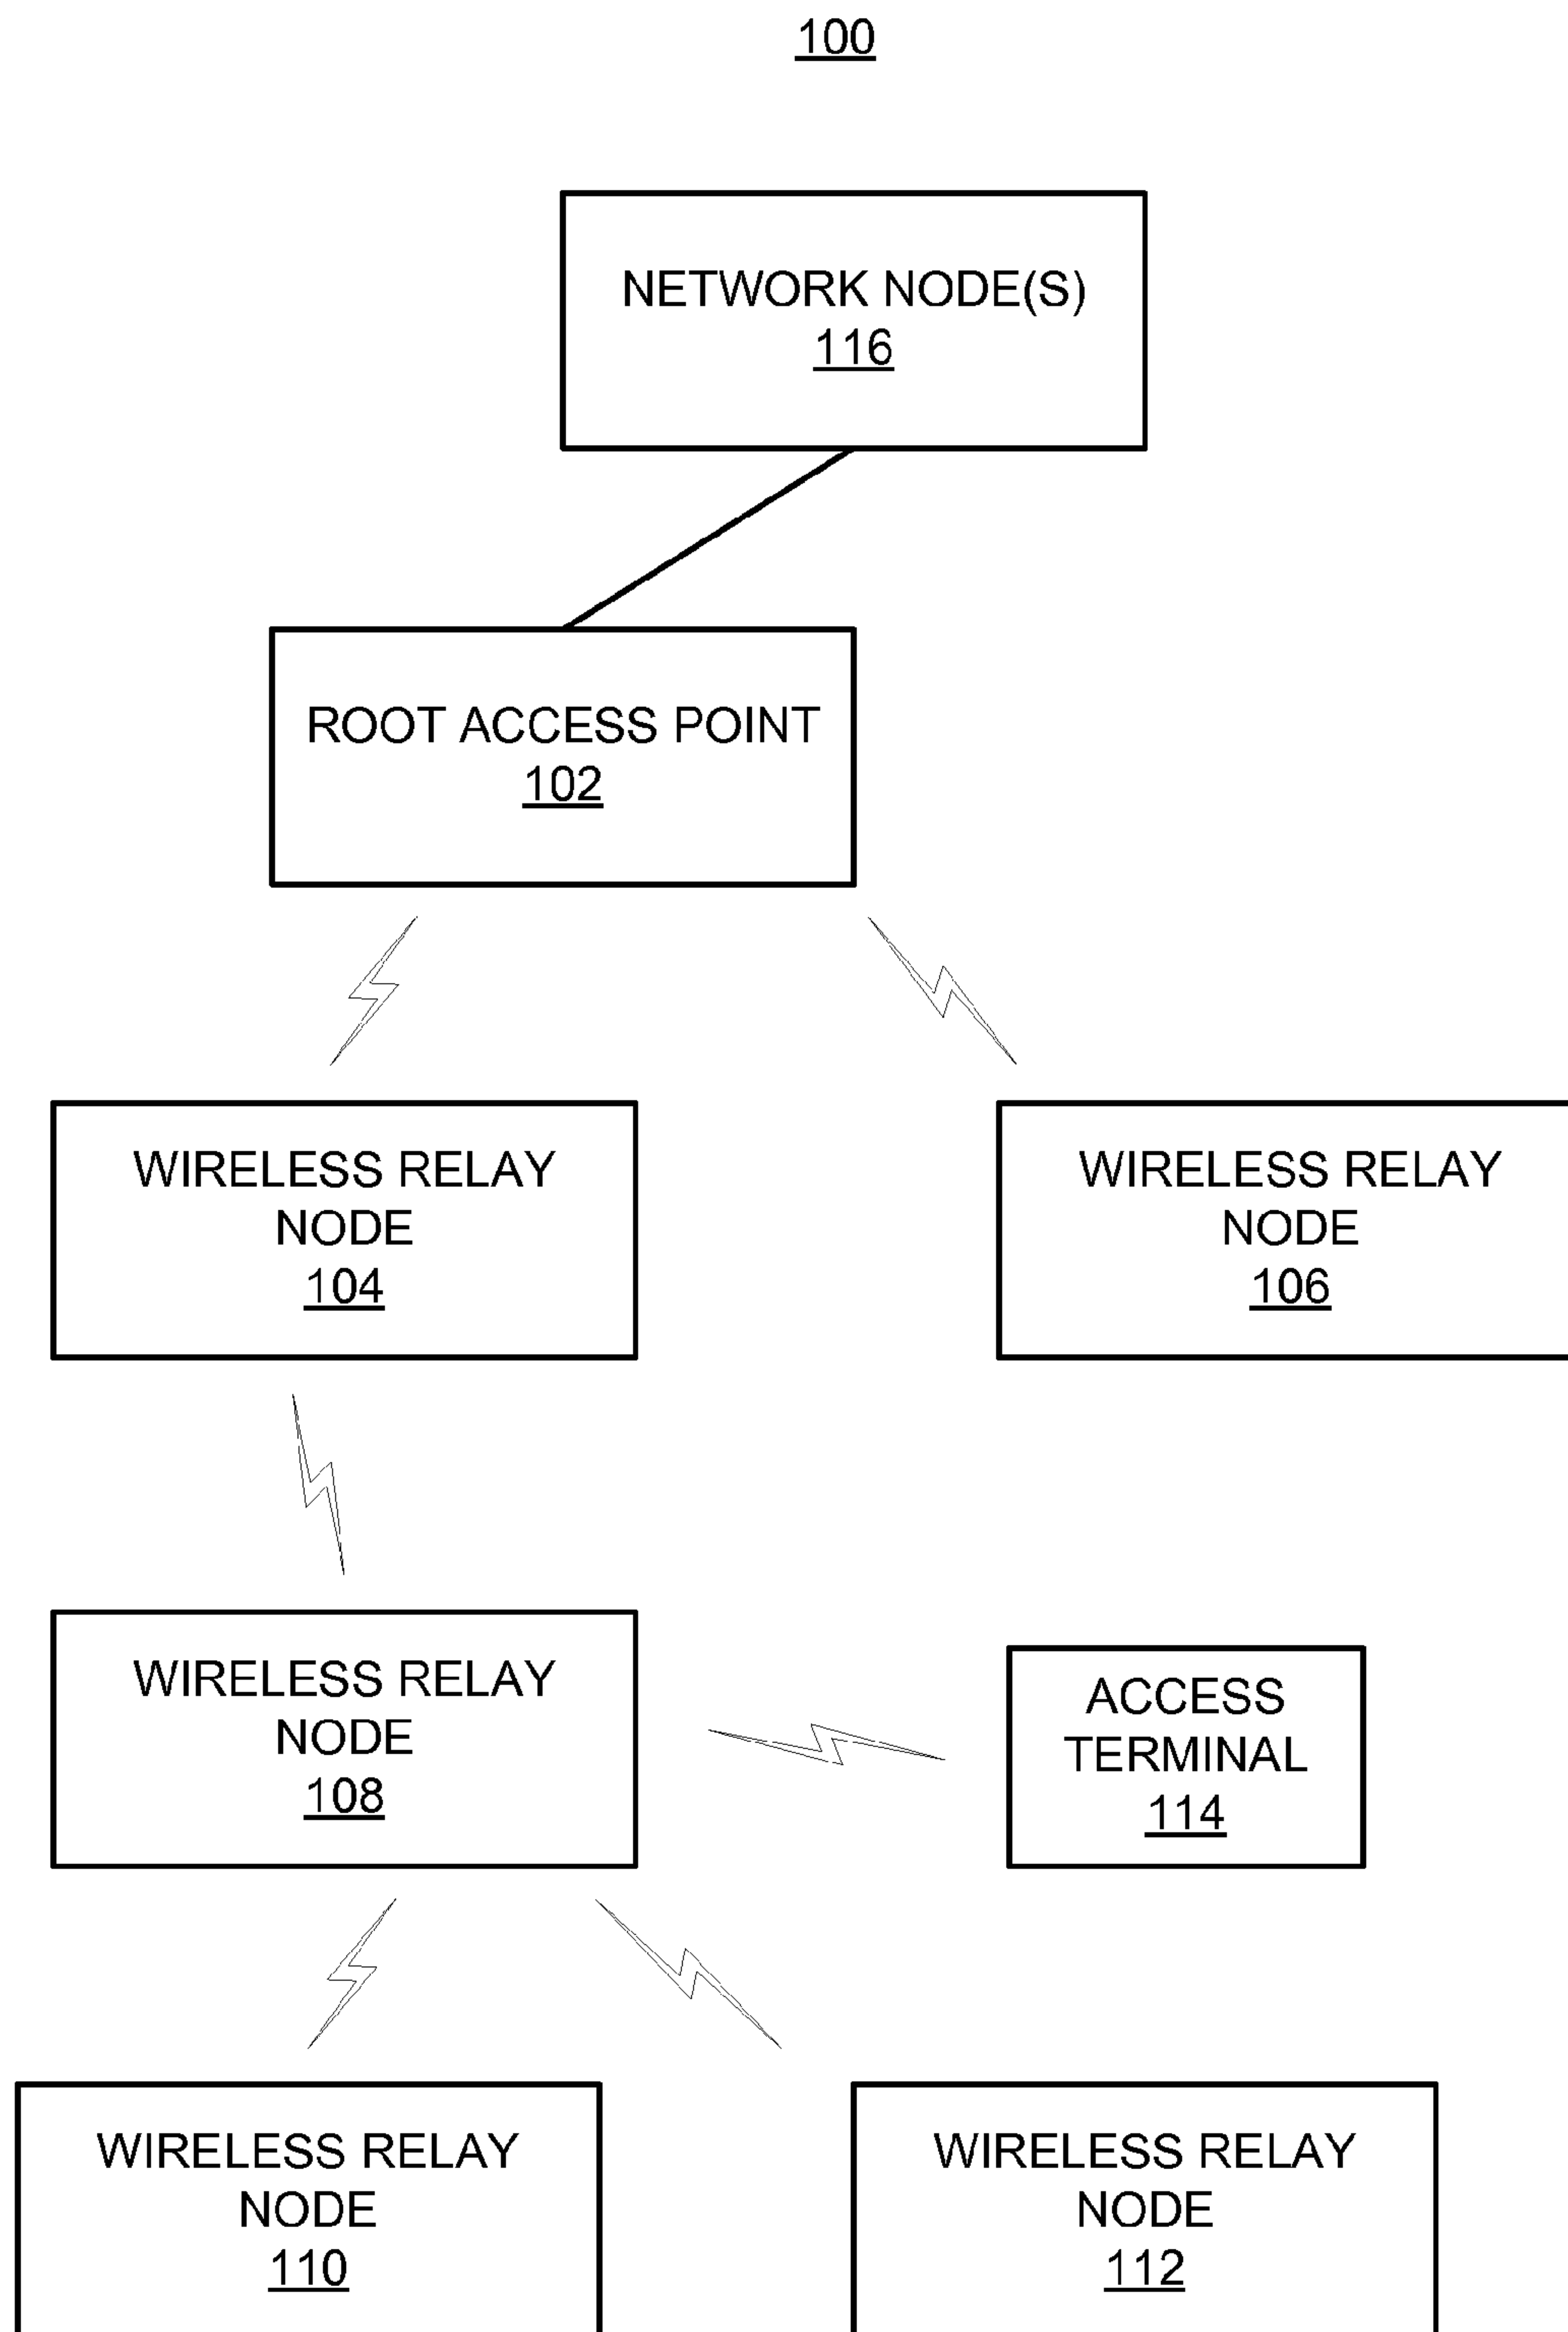 100
NETWORK NODE(S)
116
ROOT ACCESS POINT
102
WIRELESS RELAY
NODE
104
WIRELESS RELAY
NODE
106
WIRELESS RELAY
NODE
108
ACCESS
TERMINAL
114
WIRELESS RELAY
NODE
110
WIRELESS RELAY
NODE
112